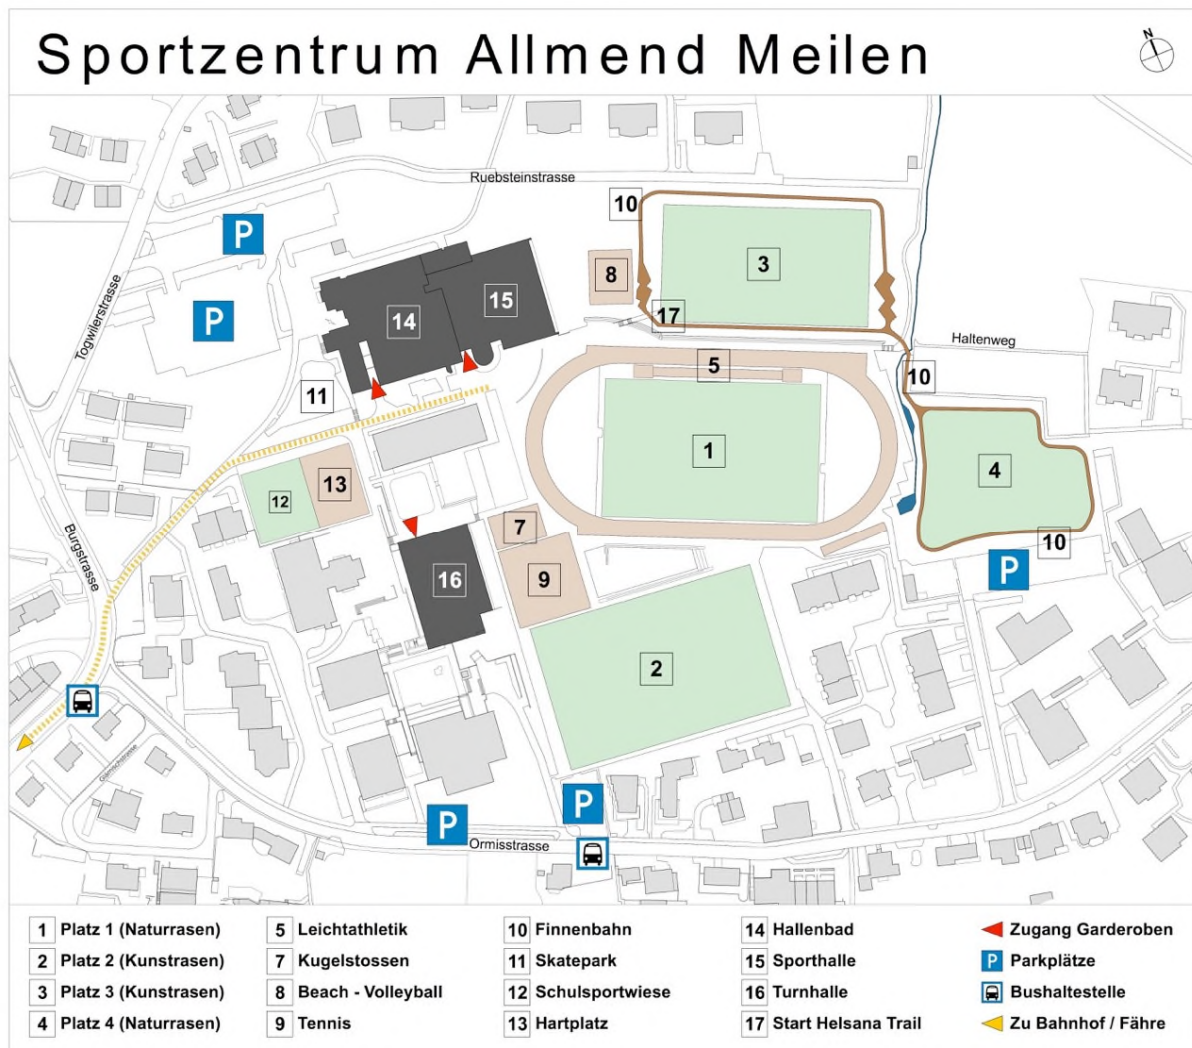 Sportzentrum Allmend Meilen
N
Ruebsteinstrasse
P
10
3
8
15
14
17
P
Togwilerstrasse
Haltenweg
5
10
11
1
4
13
12
7
10
P
16
9
Burgstrasse
2
P
P
Ormisstrasse
1 Platz 1 (Naturrasen)
2 Platz 2 (Kunstrasen)
3 Platz 3 (Kunstrasen)
4 Platz 4 (Naturrasen)
5 Leichtathletik
7 Kugelstossen
8 Beach - Volleyball
9 Tennis
10 Finnenbahn
11 Skatepark
12 Schulsportwiese
13 Hartplatz
14 Hallenbad
15 Sporthalle
16 Turnhalle
17 Start Helsana Trail
Zugang Garderoben
P Parkplätze
Bushaltestelle
Zu Bahnhof / Fähre